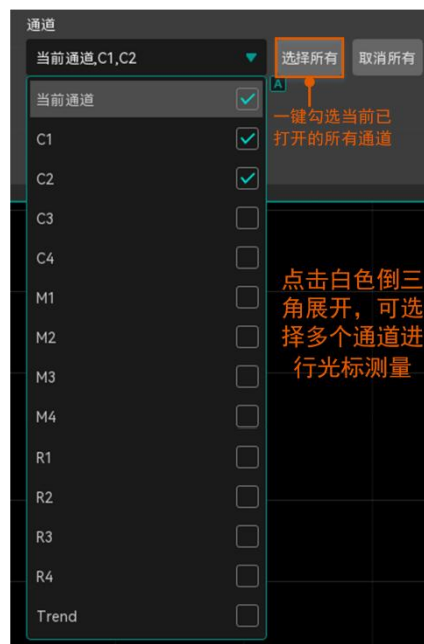 通道
当前通道,C1,C2
选择所有
取消所有
当前通道
A
一键勾选当前已
打开的所有通道
C1
C2
C3
C4
点击白色倒三
角展开，可选
择多个通道进
行光标测量
M1
M2
M3
M4
R1
R2
R3
R4
Trend